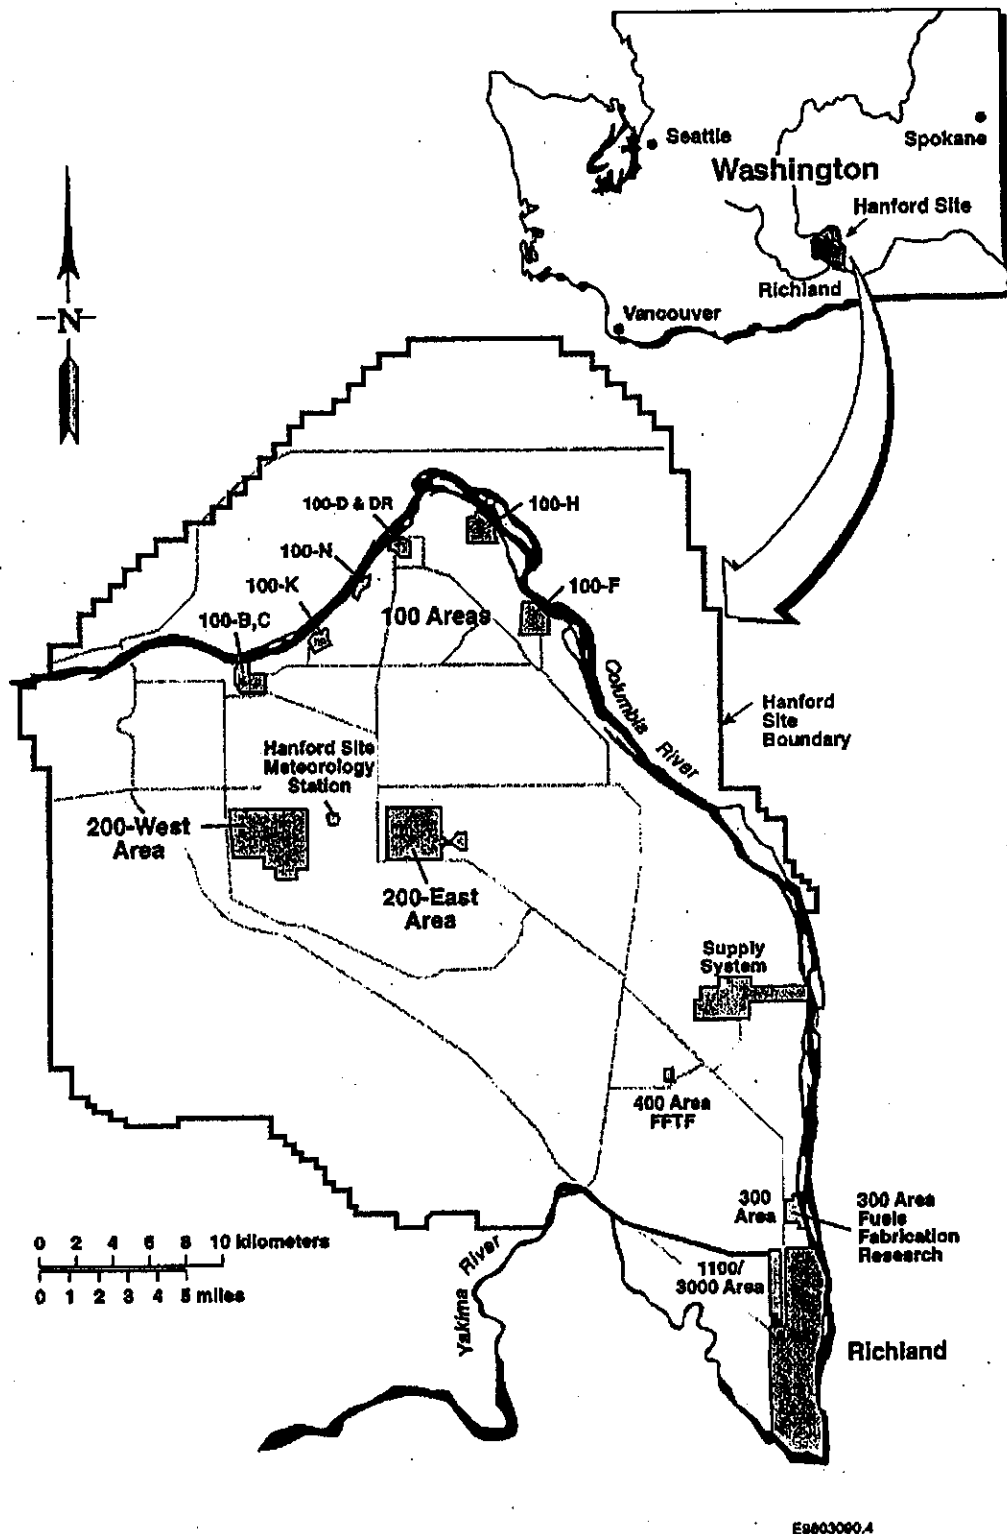 Seattle
Spokane
Washington
Hanford Site
Richland
Vancouver
N
100-D & DR
100-H
100-N
100-K
100-F
100 Areas
100-B,C
Columbia
River
Hanford
Site
Boundary
Hanford Site
Meteorology
Station
200-West
Area
200-East
Area
Supply
System
400 Area
FFTF
300
Area
300 Area
Fuels
Fabrication
Research
0 2 4 6 8 10 kilometers
0 1 2 3 4 5 miles
Yakima
River
1100/
3000 Area
Richland
E9803090.4